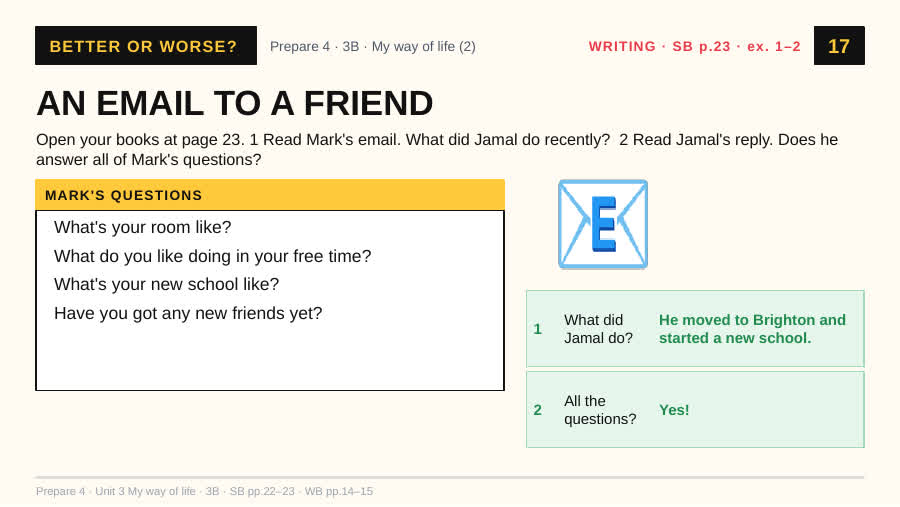 BETTER OR WORSE?
Prepare 4 · 3B · My way of life (2)
WRITING · SB p.23 · ex. 1–2
17
AN EMAIL TO A FRIEND
Open your books at page 23. 1 Read Mark's email. What did Jamal do recently?  2 Read Jamal's reply. Does he
answer all of Mark's questions?
MARK'S QUESTIONS
What's your room like?
What do you like doing in your free time?
What's your new school like?
Have you got any new friends yet?
E
1
What did
Jamal do?
He moved to Brighton and
started a new school.
2
All the
questions?
Yes!
Prepare 4 · Unit 3 My way of life · 3B · SB pp.22–23 · WB pp.14–15